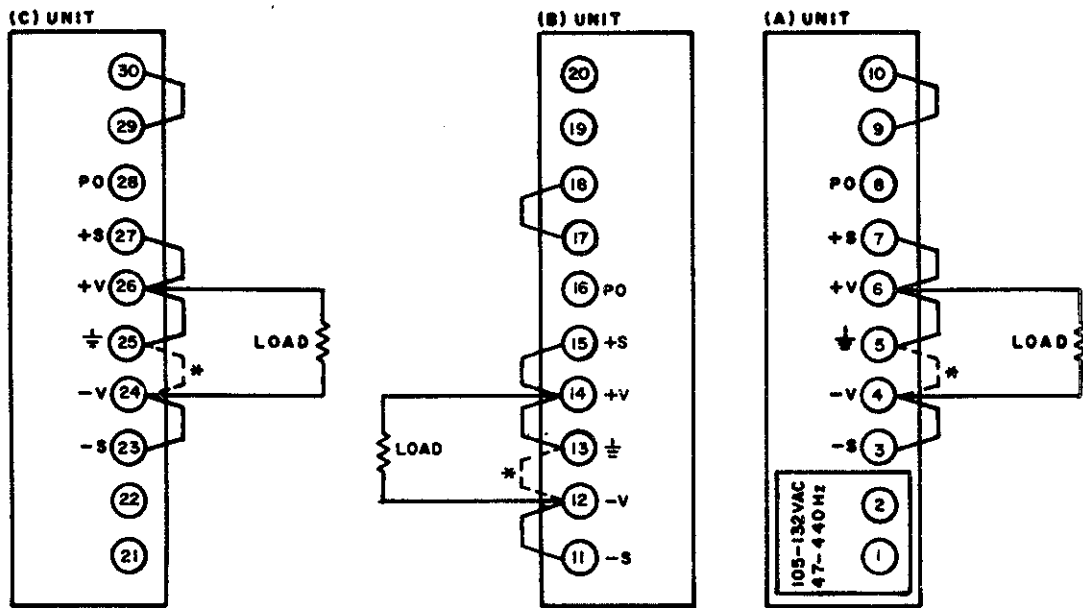 (C) UNIT
30
29
PO 28
+S 27
+V 26
25
-V 24
-S 23
22
21
LOAD
*
(B) UNIT
20
19
18
17
16 PO
15 +S
14 +V
13
12 -V
11 -S
LOAD
*
(A) UNIT
10
9
PO 8
+S 7
+V 6
5
-V 4
-S 3
2
1
105-132VAC
47-440Hz
LOAD
*